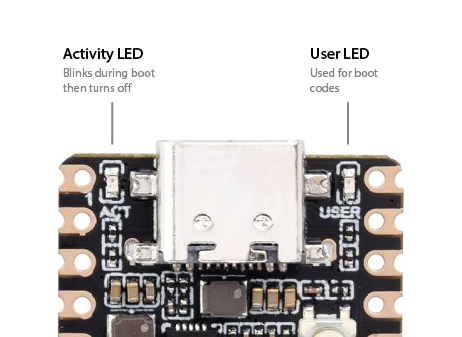 Activity LED
Blinks during boot
then turns off
User LED
Used for boot
codes
1
ACT
USER